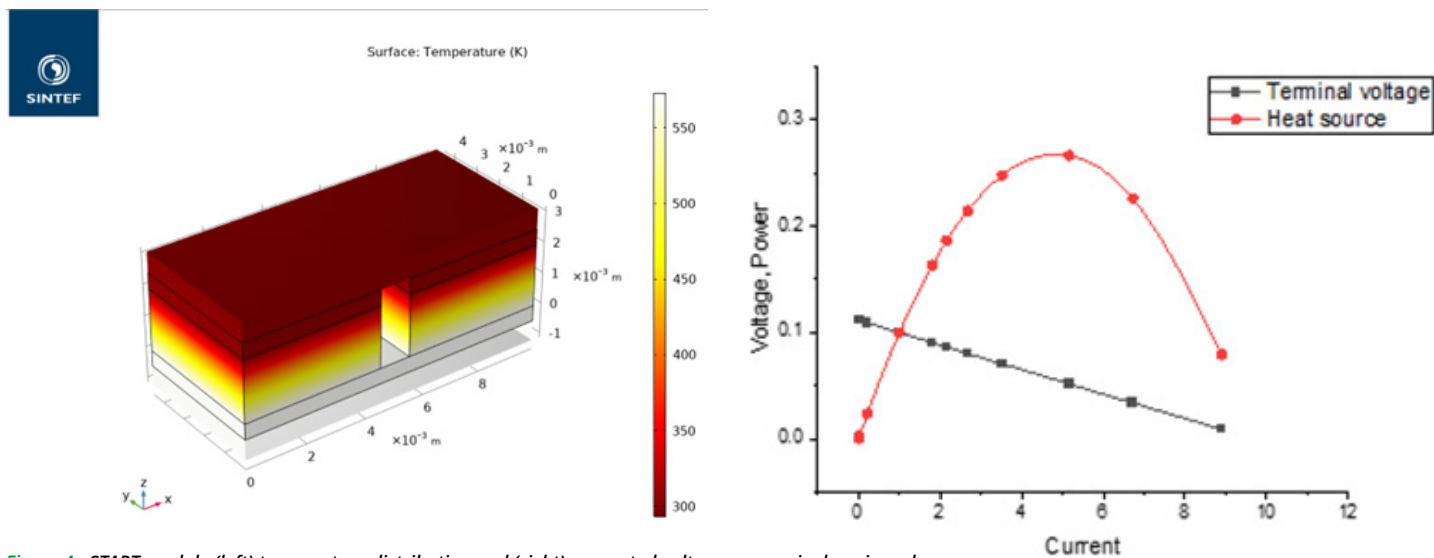 SINTEF
Surface: Temperature (K)
4
3
2
1
0
×10⁻³ m
3
2
1
0
-1
×10⁻³ m
0
2
4
6
8
×10⁻³ m
z
y
x
550
500
450
400
350
300
Terminal voltage
Heat source
0.3
0.2
0.1
0.0
Voltage, Power
0 2 4 6 8 10 12
Current